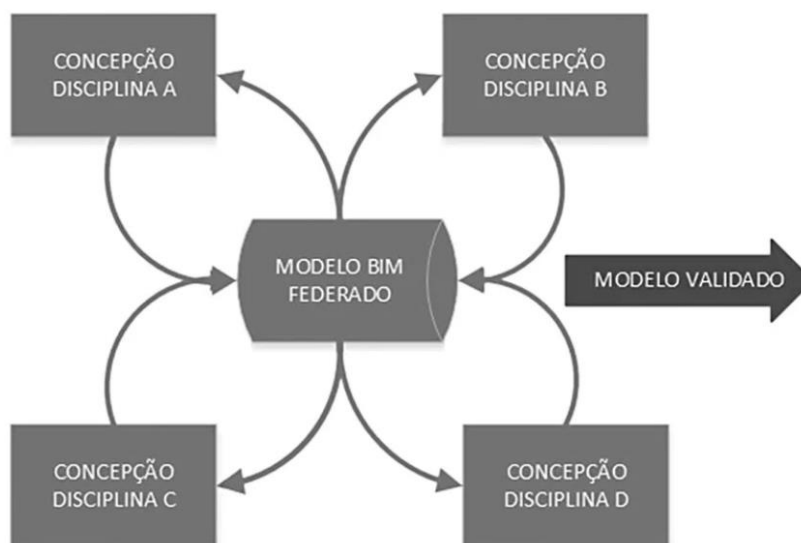 CONCEPÇÃO
DISCIPLINA A
CONCEPÇÃO
DISCIPLINA B
MODELO BIM
FEDERADO
MODELO VALIDADO
CONCEPÇÃO
DISCIPLINA C
CONCEPÇÃO
DISCIPLINA D